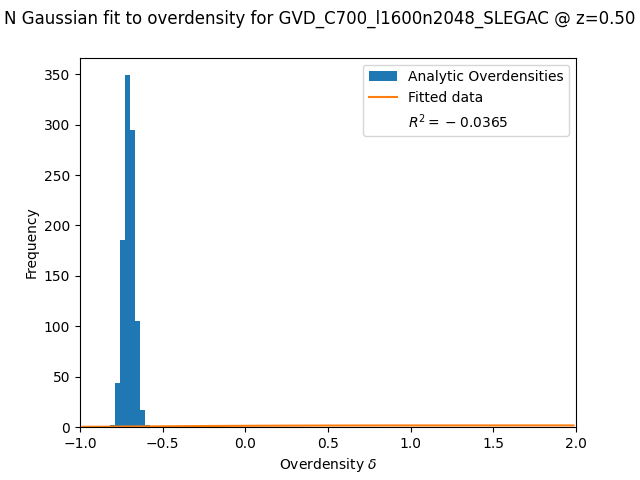 N Gaussian fit to overdensity for GVD_C700_l1600n2048_SLEGAC @ z=0.50
Analytic Overdensities
Fitted data
R² = − 0.0365
Frequency
350
300
250
200
150
100
50
0
−1.0 −0.5 0.0 0.5 1.0 1.5 2.0
Overdensity δ